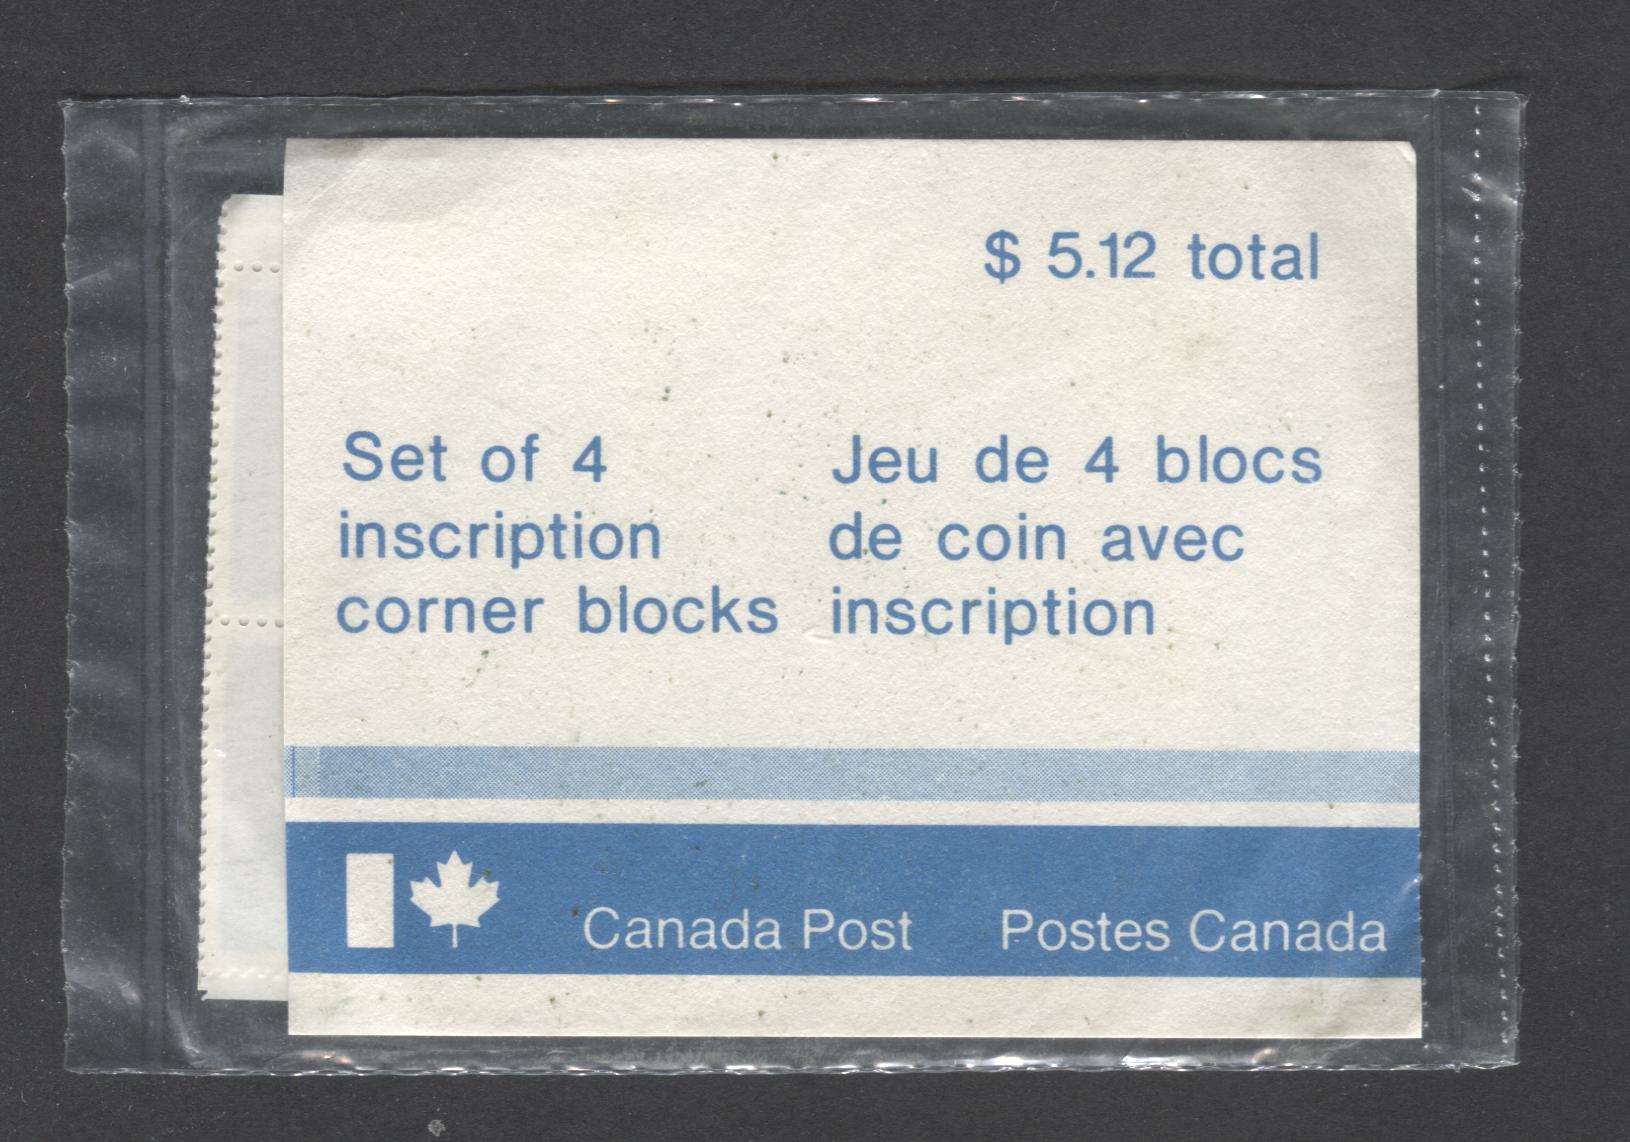 $ 5.12 total
Set of 4
inscription
corner blocks
Jeu de 4 blocs
de coin avec
inscription
Canada Post
Postes Canada